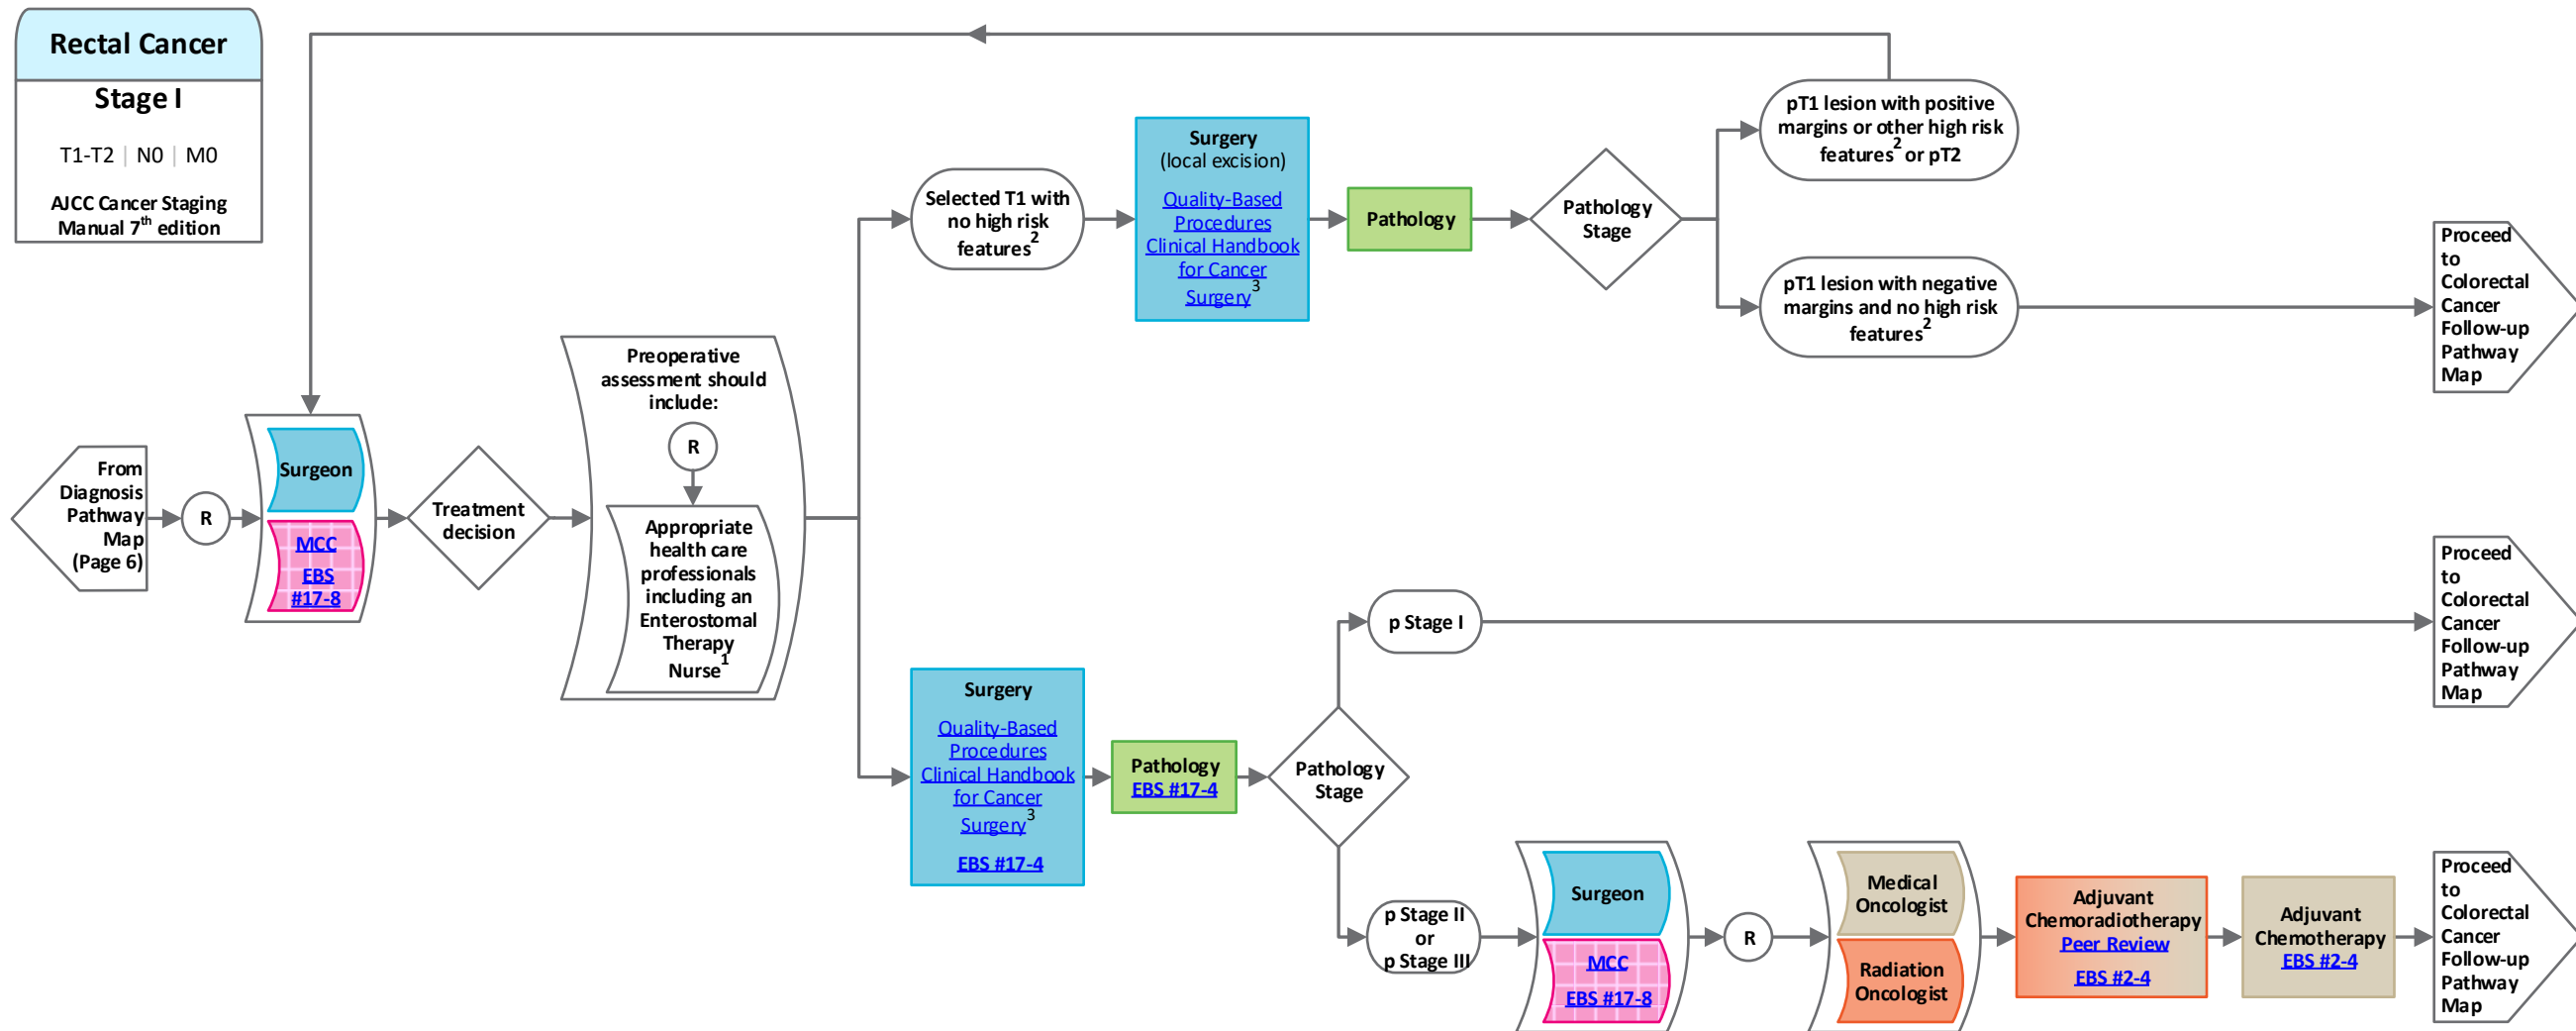 Rectal Cancer
Stage I
T1-T2 | N0 | M0
AJCC Cancer Staging
Manual 7th edition
From
Diagnosis
Pathway
Map
(Page 6)
R
Surgeon
MCC
EBS
#17-8
Treatment
decision
Preoperative
assessment should
include:
R
Appropriate
health care
professionals
including an
Enterostomal
Therapy
Nurse1
Selected T1 with
no high risk
features2
Surgery
(local excision)
Quality-Based
Procedures
Clinical Handbook
for Cancer
Surgery3
Pathology
Pathology
Stage
pT1 lesion with positive
margins or other high risk
features2 or pT2
pT1 lesion with negative
margins and no high risk
features2
Proceed
to
Colorectal
Cancer
Follow-up
Pathway
Map
Surgery
Quality-Based
Procedures
Clinical Handbook
for Cancer
Surgery3
EBS #17-4
Pathology
EBS #17-4
Pathology
Stage
p Stage I
Proceed
to
Colorectal
Cancer
Follow-up
Pathway
Map
p Stage II
or
p Stage III
Surgeon
MCC
EBS #17-8
R
Medical
Oncologist
Radiation
Oncologist
Adjuvant
Chemoradiotherapy
Peer Review
EBS #2-4
Adjuvant
Chemotherapy
EBS #2-4
Proceed
to
Colorectal
Cancer
Follow-up
Pathway
Map